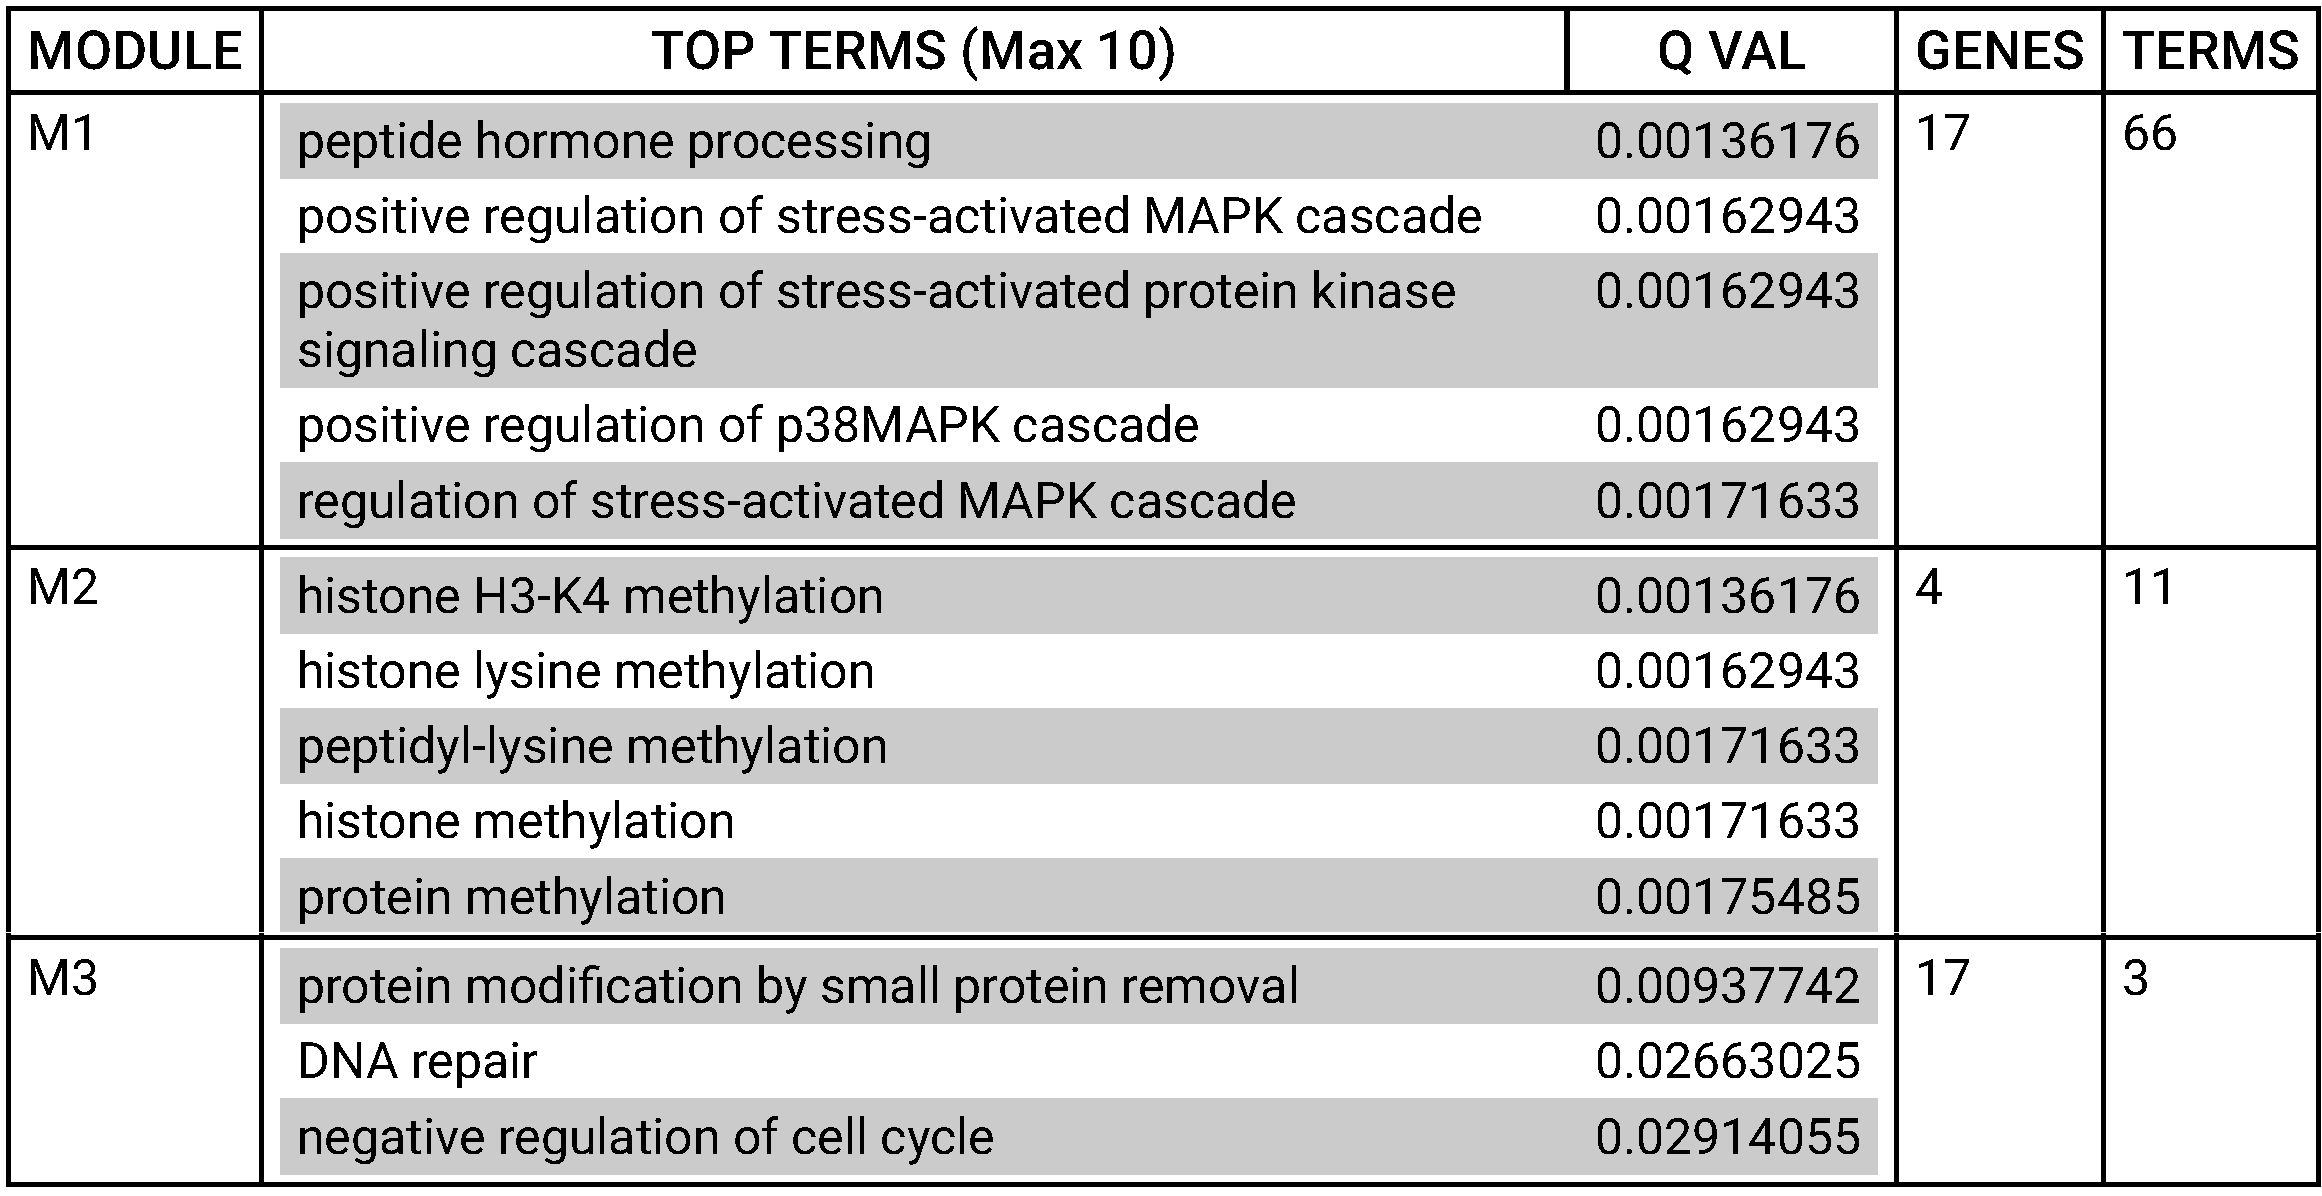 MODULE TOP TERMS (Max 10) Q VAL GENES TERMS
M1 peptide hormone processing 0.00136176 17 66
positive regulation of stress-activated MAPK cascade 0.00162943
positive regulation of stress-activated protein kinase 0.00162943
signaling cascade
positive regulation of p38MAPK cascade 0.00162943
regulation of stress-activated MAPK cascade 0.00171633
M2 histone H3-K4 methylation 0.00136176 4 11
histone lysine methylation 0.00162943
peptidyl-lysine methylation 0.00171633
histone methylation 0.00171633
protein methylation 0.00175485
M3 protein modification by small protein removal 0.00937742 17 3
DNA repair 0.02663025
negative regulation of cell cycle 0.02914055